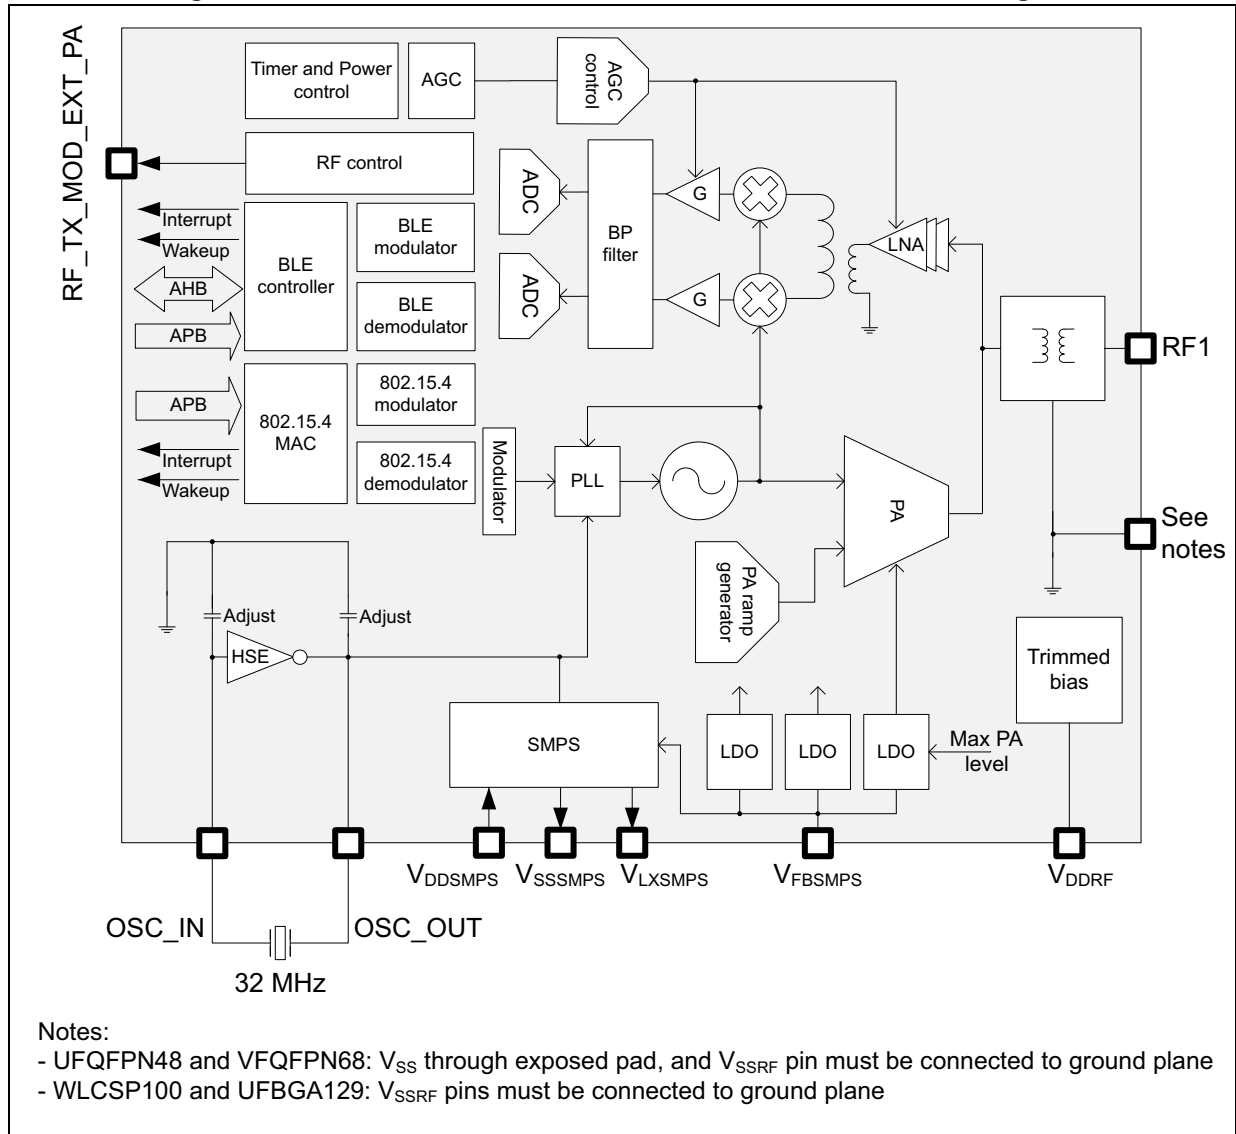 RF_TX_MOD_EXT_PA
Timer and Power
control
AGC
AGC
control
RF control
ADC
ADC
BP
filter
G
G
LNA
Interrupt
Wakeup
AHB
APB
BLE
controller
BLE
modulator
BLE
demodulator
APB
Interrupt
Wakeup
802.15.4
MAC
802.15.4
modulator
802.15.4
demodulator
Modulator
PLL
PA
PA ramp
generator
RF1
See
notes
Adjust
Adjust
HSE
SMPS
LDO
LDO
LDO
Max PA
level
Trimmed
bias
VDDSMPS
VSSSMPS
VLXSMPS
VFBSMPS
VDDRF
OSC_IN
OSC_OUT
32 MHz
Notes:
- UFQFPN48 and VFQFPN68: VSS through exposed pad, and VSSRF pin must be connected to ground plane
- WLCSP100 and UFBGA129: VSSRF pins must be connected to ground plane